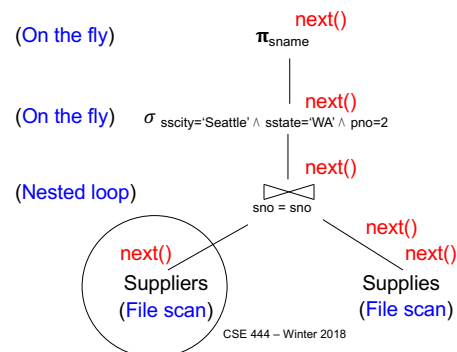 next()
(On the fly) π sname
next()
(On the fly) σ sscity='Seattle' ∧ sstate='WA' ∧ pno=2
next()
(Nested loop)
sno = sno
next()
next() next()
Suppliers Supplies
(File scan) (File scan)
CSE 444 – Winter 2018